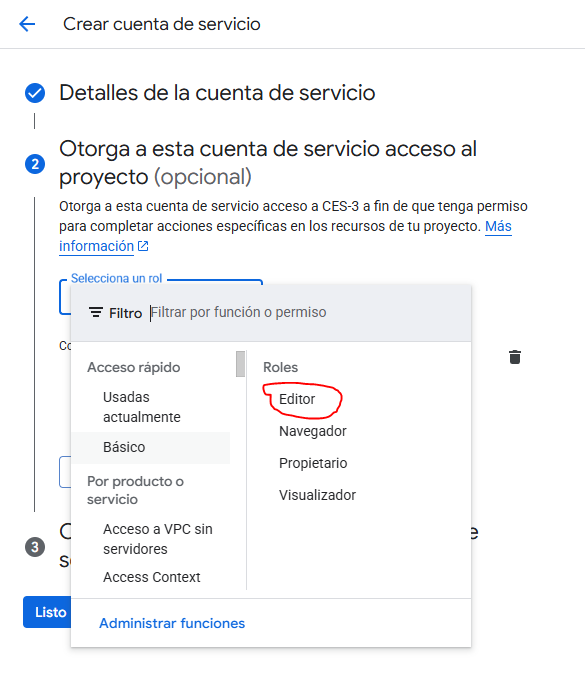 Crear cuenta de servicio
Detalles de la cuenta de servicio
2
Otorga a esta cuenta de servicio acceso al
proyecto (opcional)
Otorga a esta cuenta de servicio acceso a CES-3 a fin de que tenga permiso
para completar acciones específicas en los recursos de tu proyecto. Más
información
Selecciona un rol
Filtro Filtrar por función o permiso
Acceso rápido
Usadas
actualmente
Básico
Por producto o
servicio
Acceso a VPC sin
servidores
Access Context
Roles
Editor
Navegador
Propietario
Visualizador
Administrar funciones
3
Listo